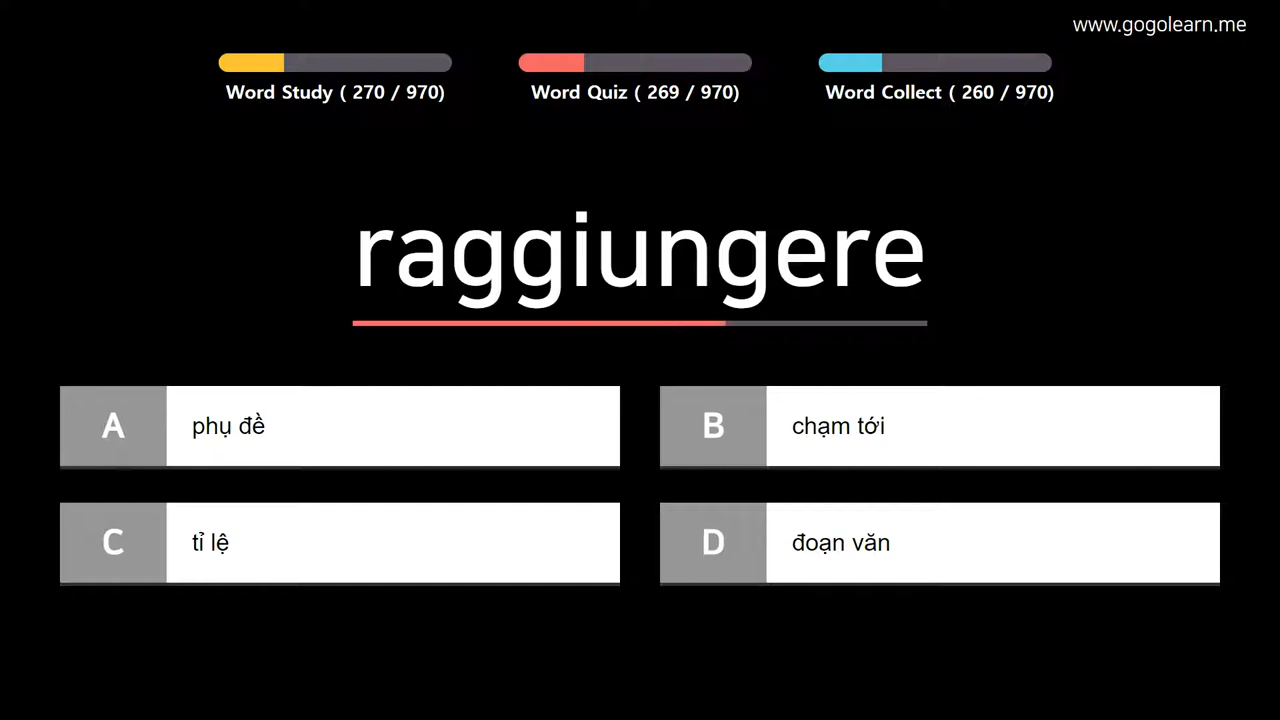 www.gogolearn.me
Word Study ( 270 / 970)
Word Quiz ( 269 / 970)
Word Collect ( 260 / 970)
raggiungere
A phụ đề
B chạm tới
C tỉ lệ
D đoạn văn